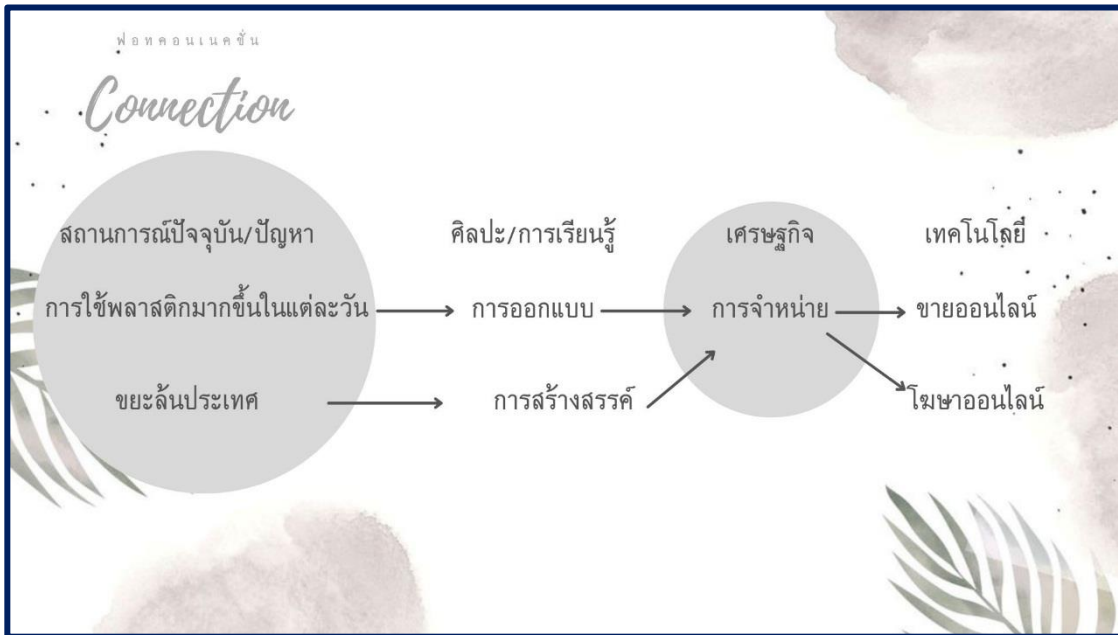 ฟอทคอนเนคชั่น
Connection
สถานการณ์ปัจจุบัน/ปัญหา ศิลปะ/การเรียนรู้ เศรษฐกิจ เทคโนโลยี่
การใช้พลาสติกมากขึ้นในแต่ละวัน การออกแบบ การจำหน่าย ขายออนไลน์
ขยะล้นประเทศ การสร้างสรรค์ โฆษาออนไลน์